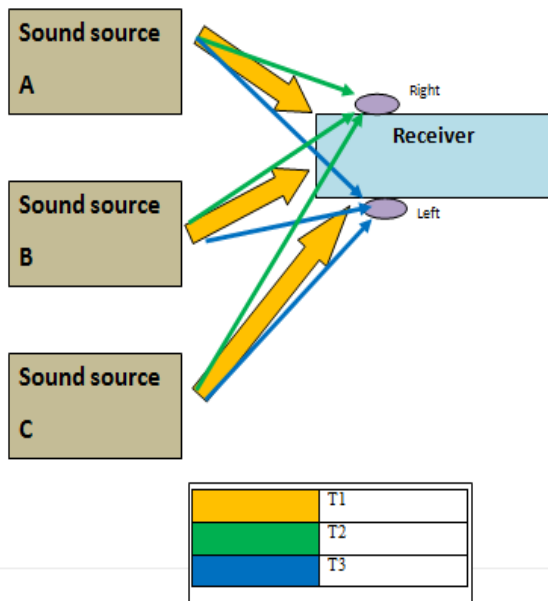 Sound source
A
Right
Receiver
Sound source
B
Left
Sound source
C
T1
T2
T3